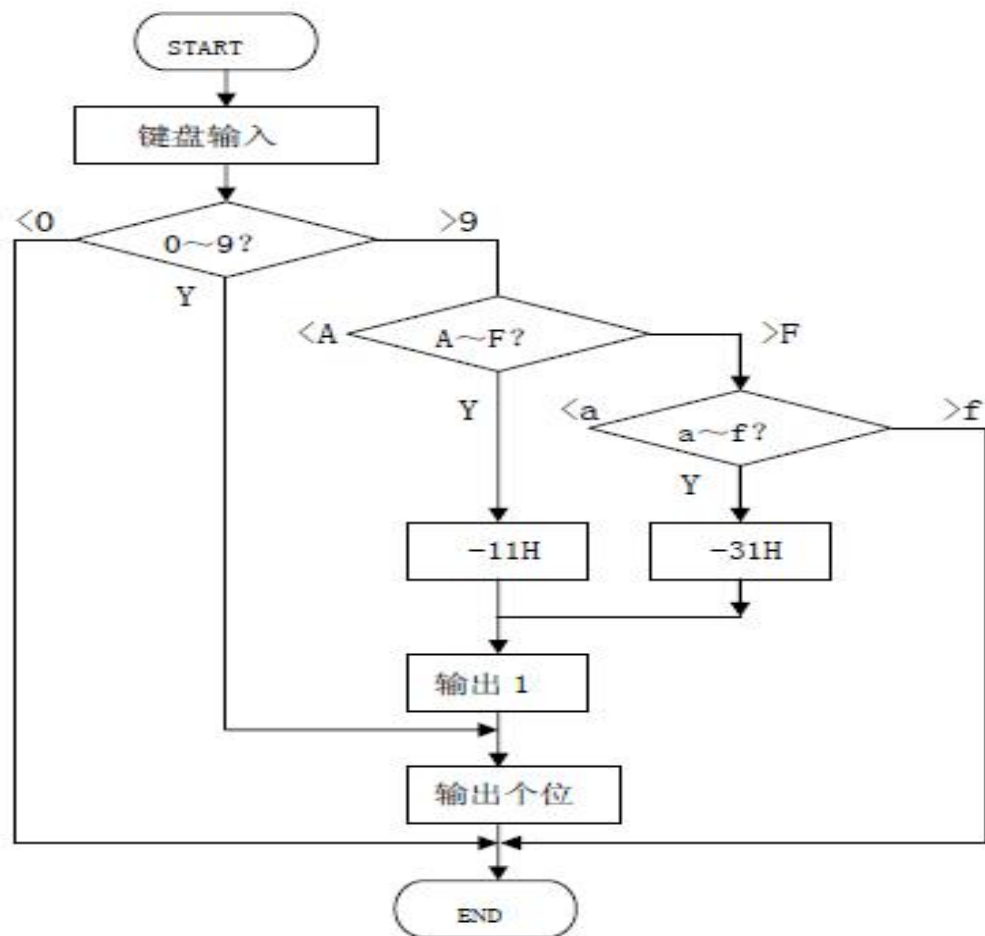 START
键盘输入
<0
0～9?
>9
Y
<A
A～F?
>F
Y
<a
a～f?
>f
Y
-11H
-31H
输出 1
输出个位
END